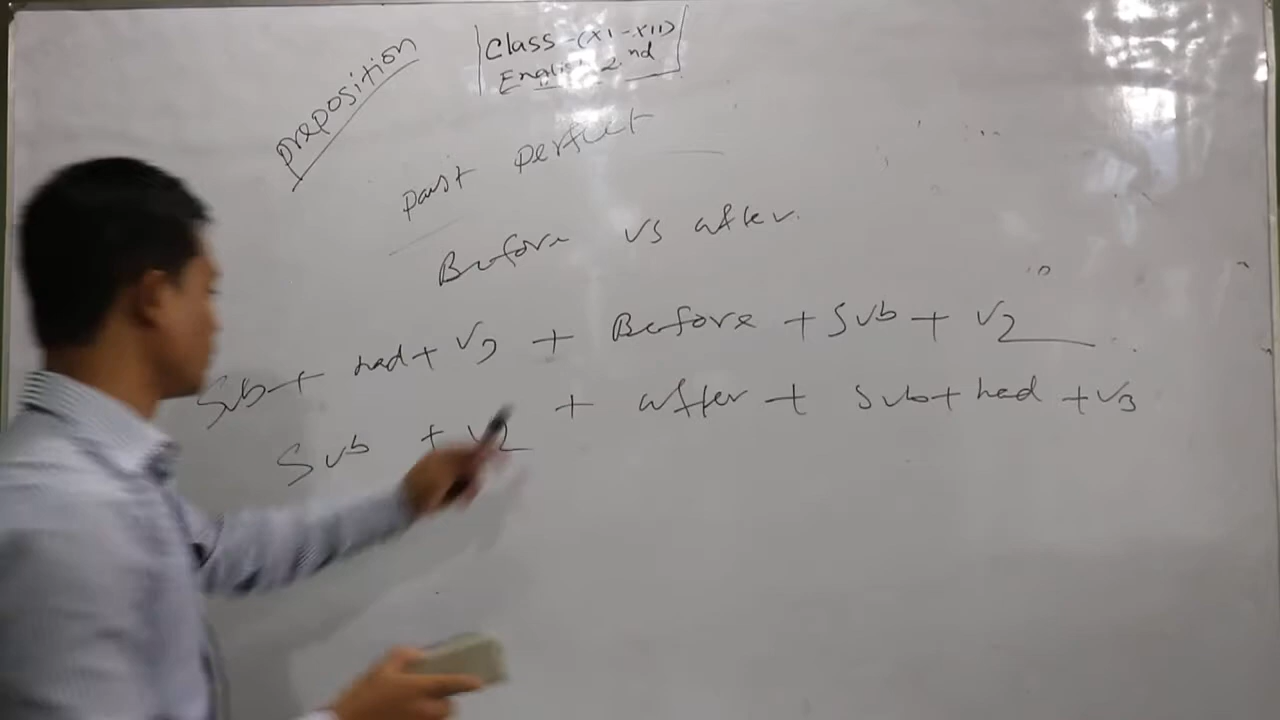 preposition
Class-(XI-XII)
English 2nd
past perfect
Before vs after.
Sub + had + V3 + Before + Sub + V2
Sub + V2 + after + Sub + had + V3